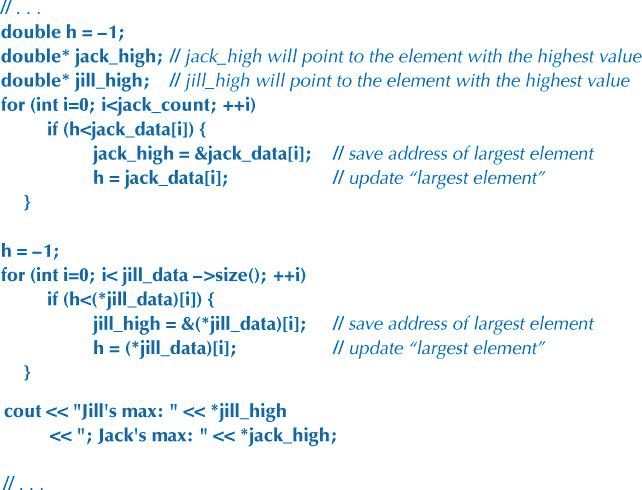 // . . .
double h = –1;
double* jack_high; // jack_high will point to the element with the highest value
double* jill_high; // jill_high will point to the element with the highest value
for (int i=0; i<jack_count; ++i)
if (h<jack_data[i]) {
jack_high = &jack_data[i]; // save address of largest element
h = jack_data[i]; // update “largest element”
}
h = –1;
for (int i=0; i< jill_data –>size(); ++i)
if (h<(*jill_data)[i]) {
jill_high = &(*jill_data)[i]; // save address of largest element
h = (*jill_data)[i]; // update “largest element”
}
cout << "Jill's max: " << *jill_high
<< "; Jack's max: " << *jack_high;
// . . .